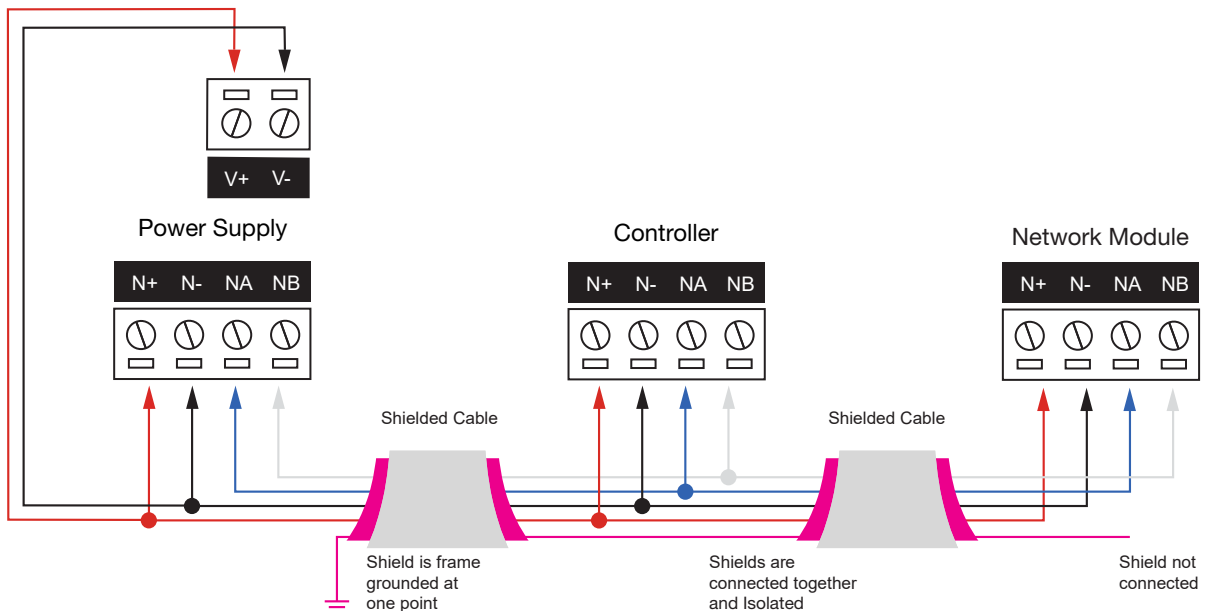 V+ V-
Power Supply
Controller
Network Module
N+ N- NA NB
N+ N- NA NB
N+ N- NA NB
Shielded Cable
Shielded Cable
Shield is frame
grounded at
one point
Shields are
connected together
and Isolated
Shield not
connected